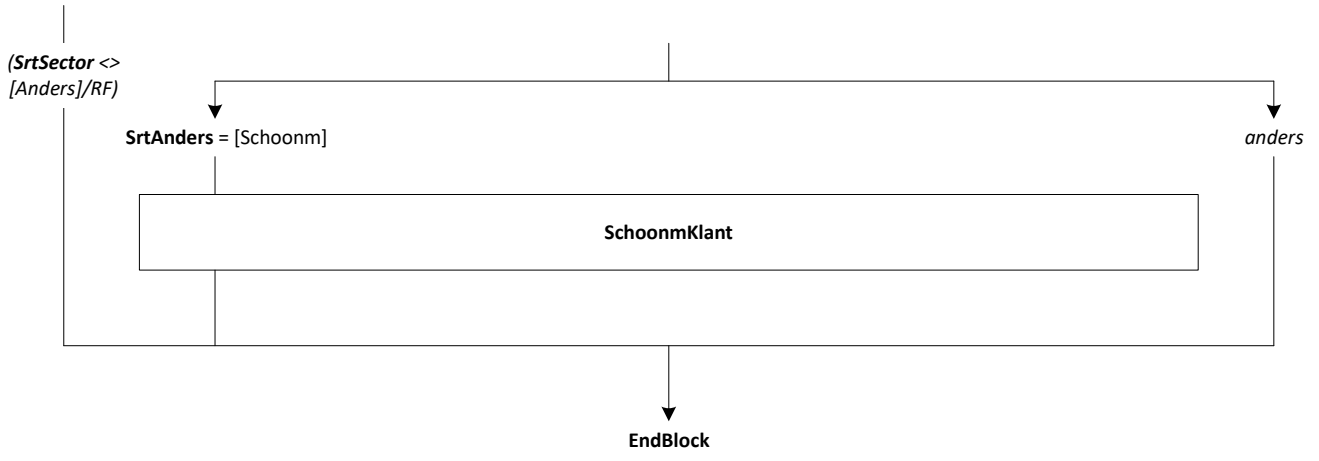 (SrtSector <>
[Anders]/RF)
SrtAnders = [Schoonm]
anders
SchoonmKlant
EndBlock